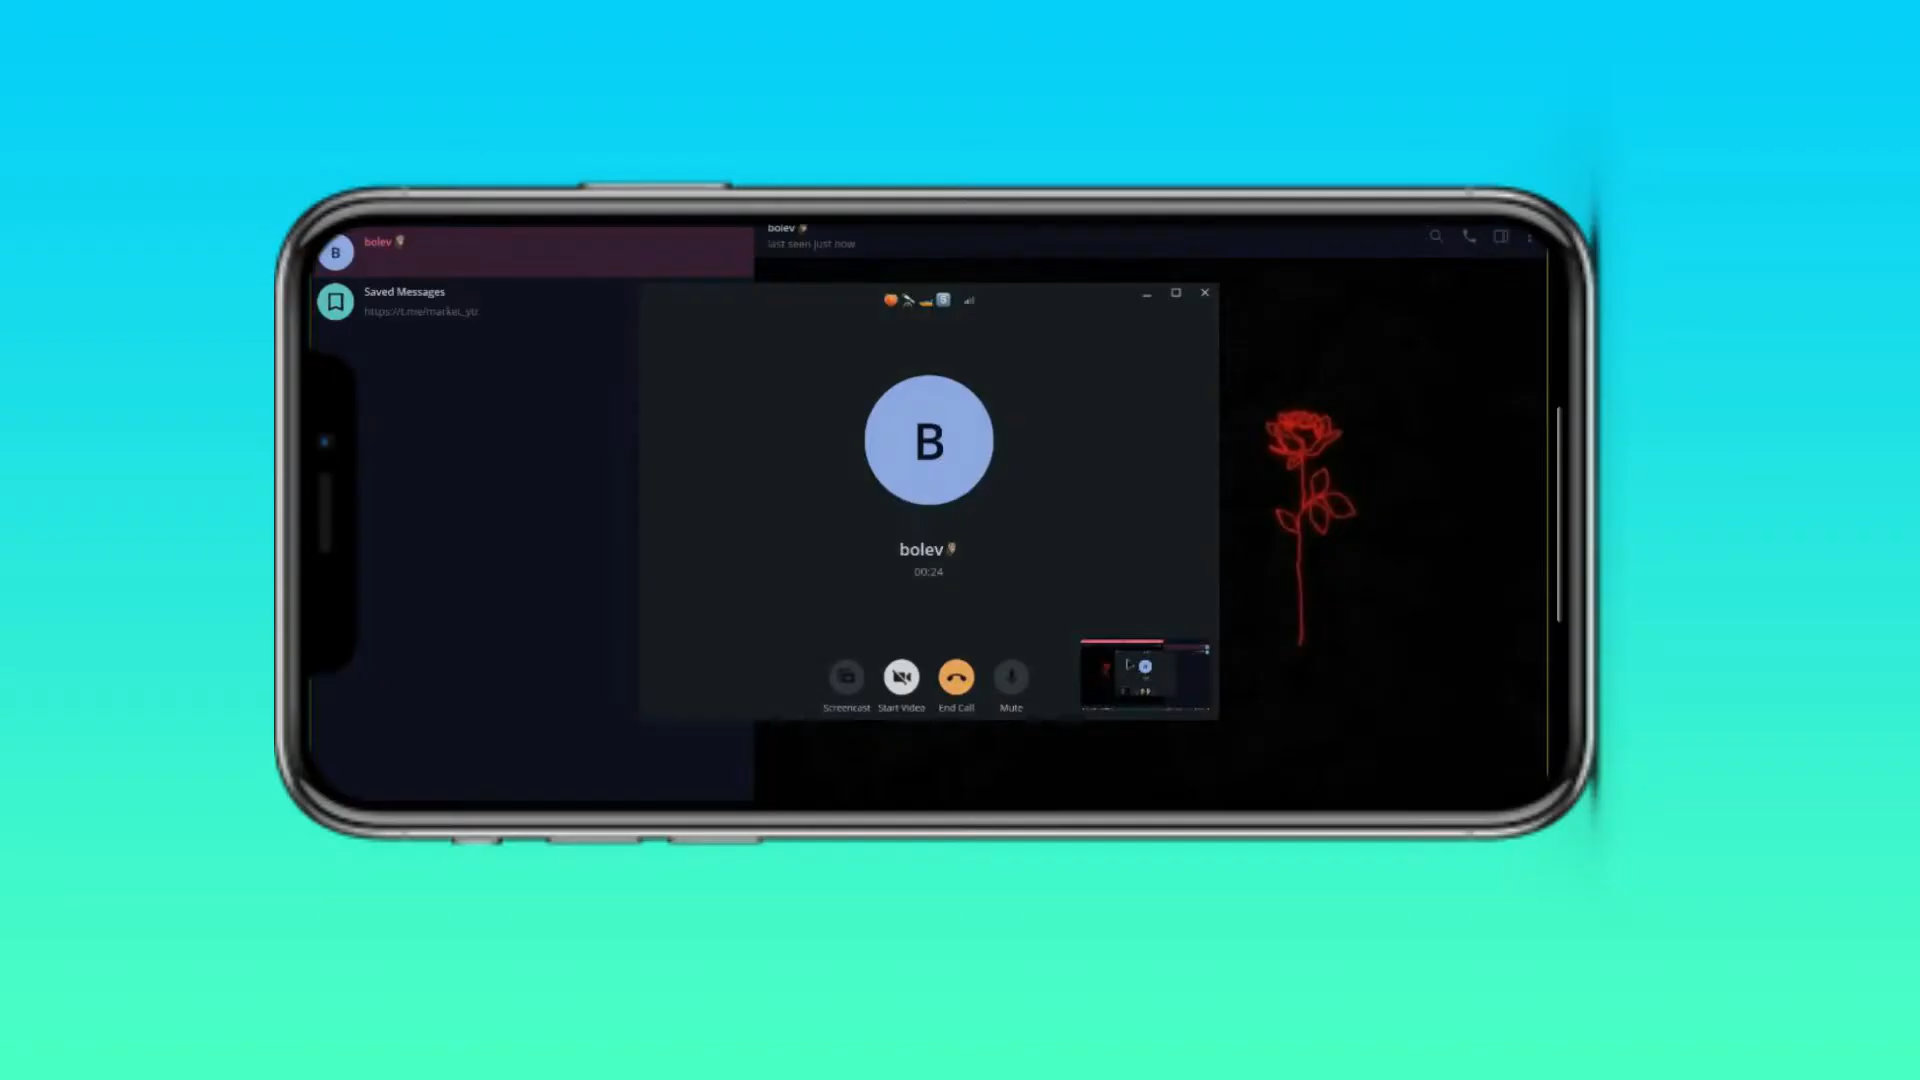 B
bolev
Saved Messages
https://t.me/market_ytr
bolev
last seen just now
B
bolev
00:24
Screencast
Start Video
End Call
Mute